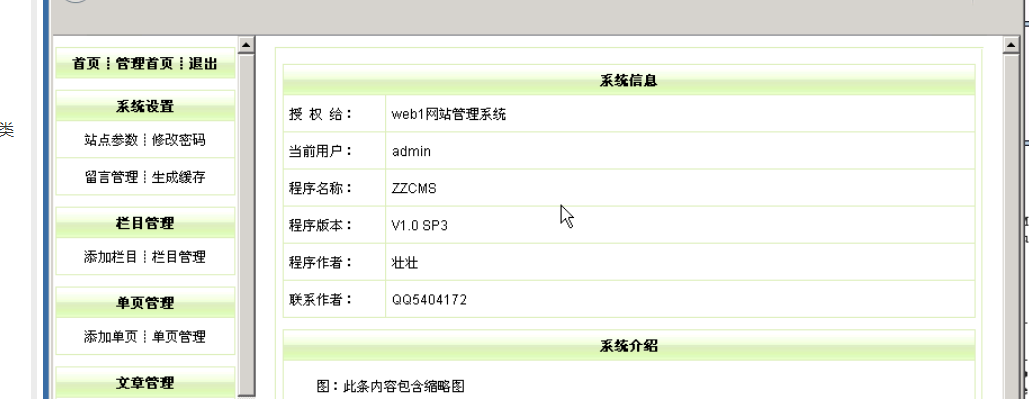 类
首页┊管理首页┊退出
系统设置
站点参数┊修改密码
留言管理┊生成缓存
栏目管理
添加栏目┊栏目管理
单页管理
添加单页┊单页管理
文章管理
系统信息
授 权 给： web1网站管理系统
当前用户： admin
程序名称： ZZCMS
程序版本： V1.0 SP3
程序作者： 壮壮
联系作者： QQ5404172
系统介绍
图：此条内容包含缩略图